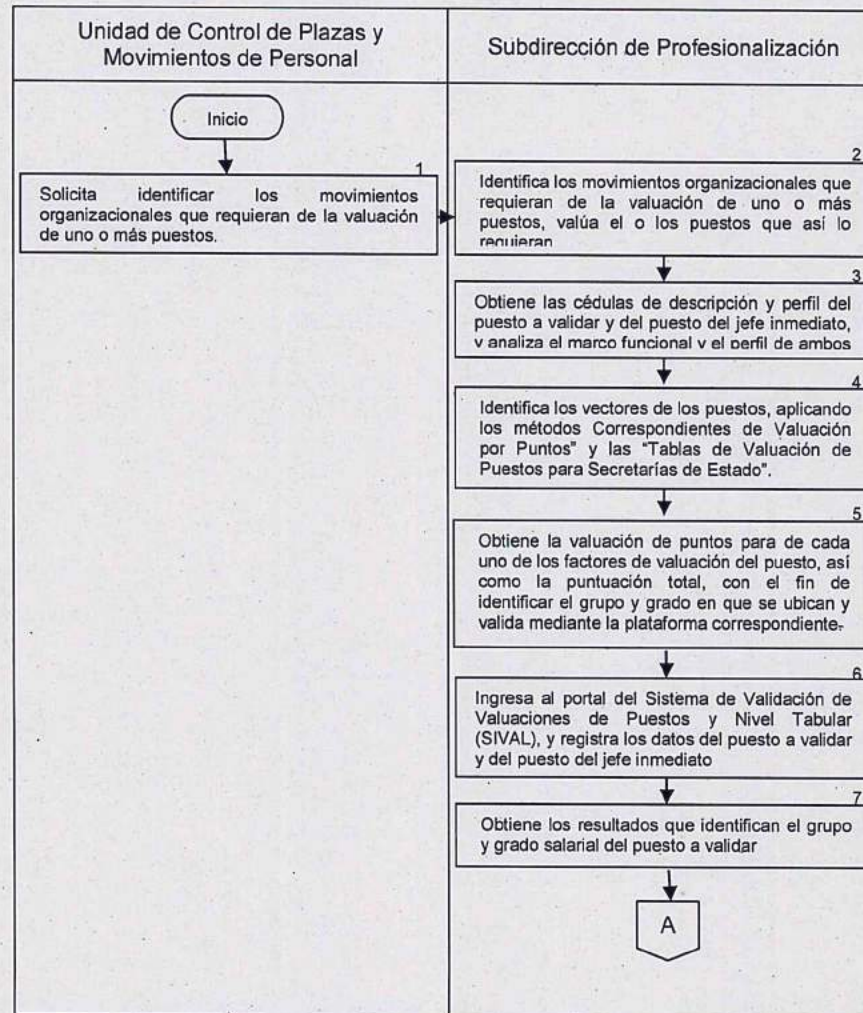 Unidad de Control de Plazas y
Movimientos de Personal
Subdirección de Profesionalización
Inicio
1
Solicita identificar los movimientos
organizacionales que requieran de la valuación
de uno o más puestos.
2
Identifica los movimientos organizacionales que
requieran de la valuación de uno o más
puestos, valúa el o los puestos que así lo
requieran
3
Obtiene las cédulas de descripción y perfil del
puesto a validar y del puesto del jefe inmediato,
y analiza el marco funcional y el perfil de ambos
4
Identifica los vectores de los puestos, aplicando
los métodos Correspondientes de Valuación
por Puntos" y las "Tablas de Valuación de
Puestos para Secretarías de Estado".
5
Obtiene la valuación de puntos para de cada
uno de los factores de valuación del puesto, así
como la puntuación total, con el fin de
identificar el grupo y grado en que se ubican y
valida mediante la plataforma correspondiente.
6
Ingresa al portal del Sistema de Validación de
Valuaciones de Puestos y Nivel Tabular
(SIVAL), y registra los datos del puesto a validar
y del puesto del jefe inmediato
7
Obtiene los resultados que identifican el grupo
y grado salarial del puesto a validar
A